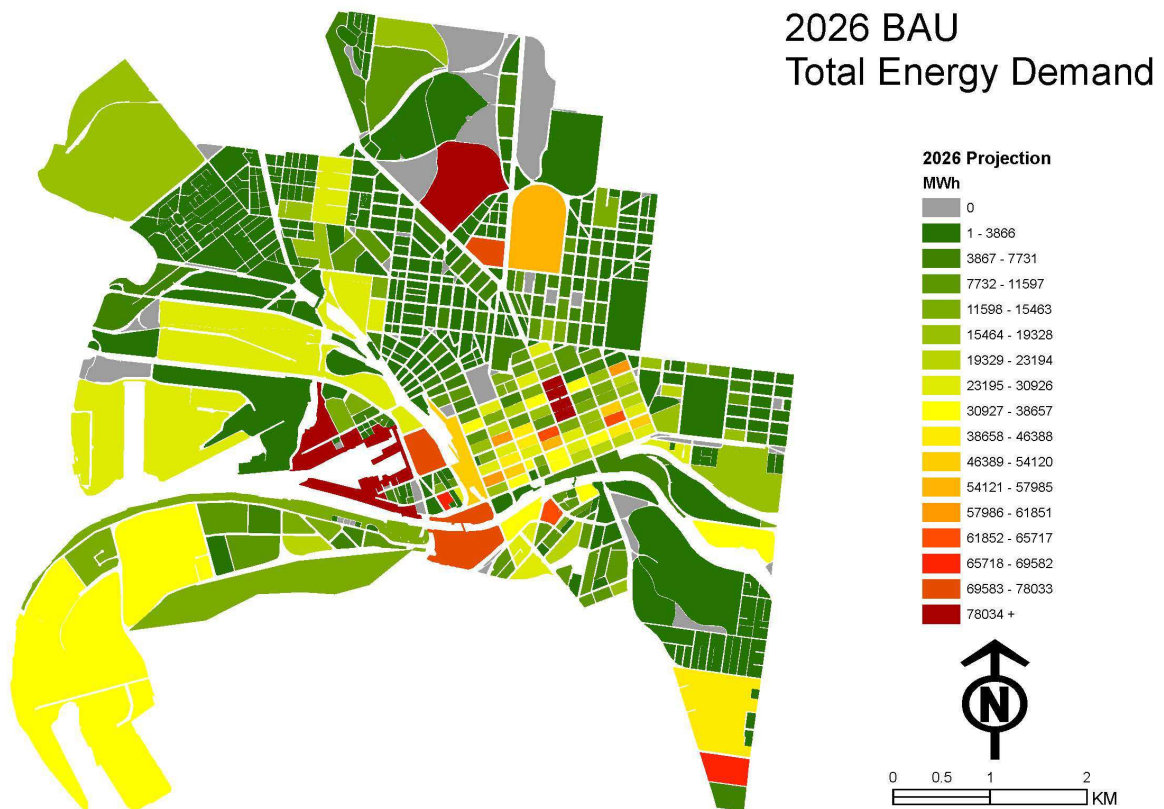 2026 BAU
Total Energy Demand
2026 Projection
MWh
0
1 - 3866
3867 - 7731
7732 - 11597
11598 - 15463
15464 - 19328
19329 - 23194
23195 - 30926
30927 - 38657
38658 - 46388
46389 - 54120
54121 - 57985
57986 - 61851
61852 - 65717
65718 - 69582
69583 - 78033
78034 +
N
0 0.5 1 2
KM